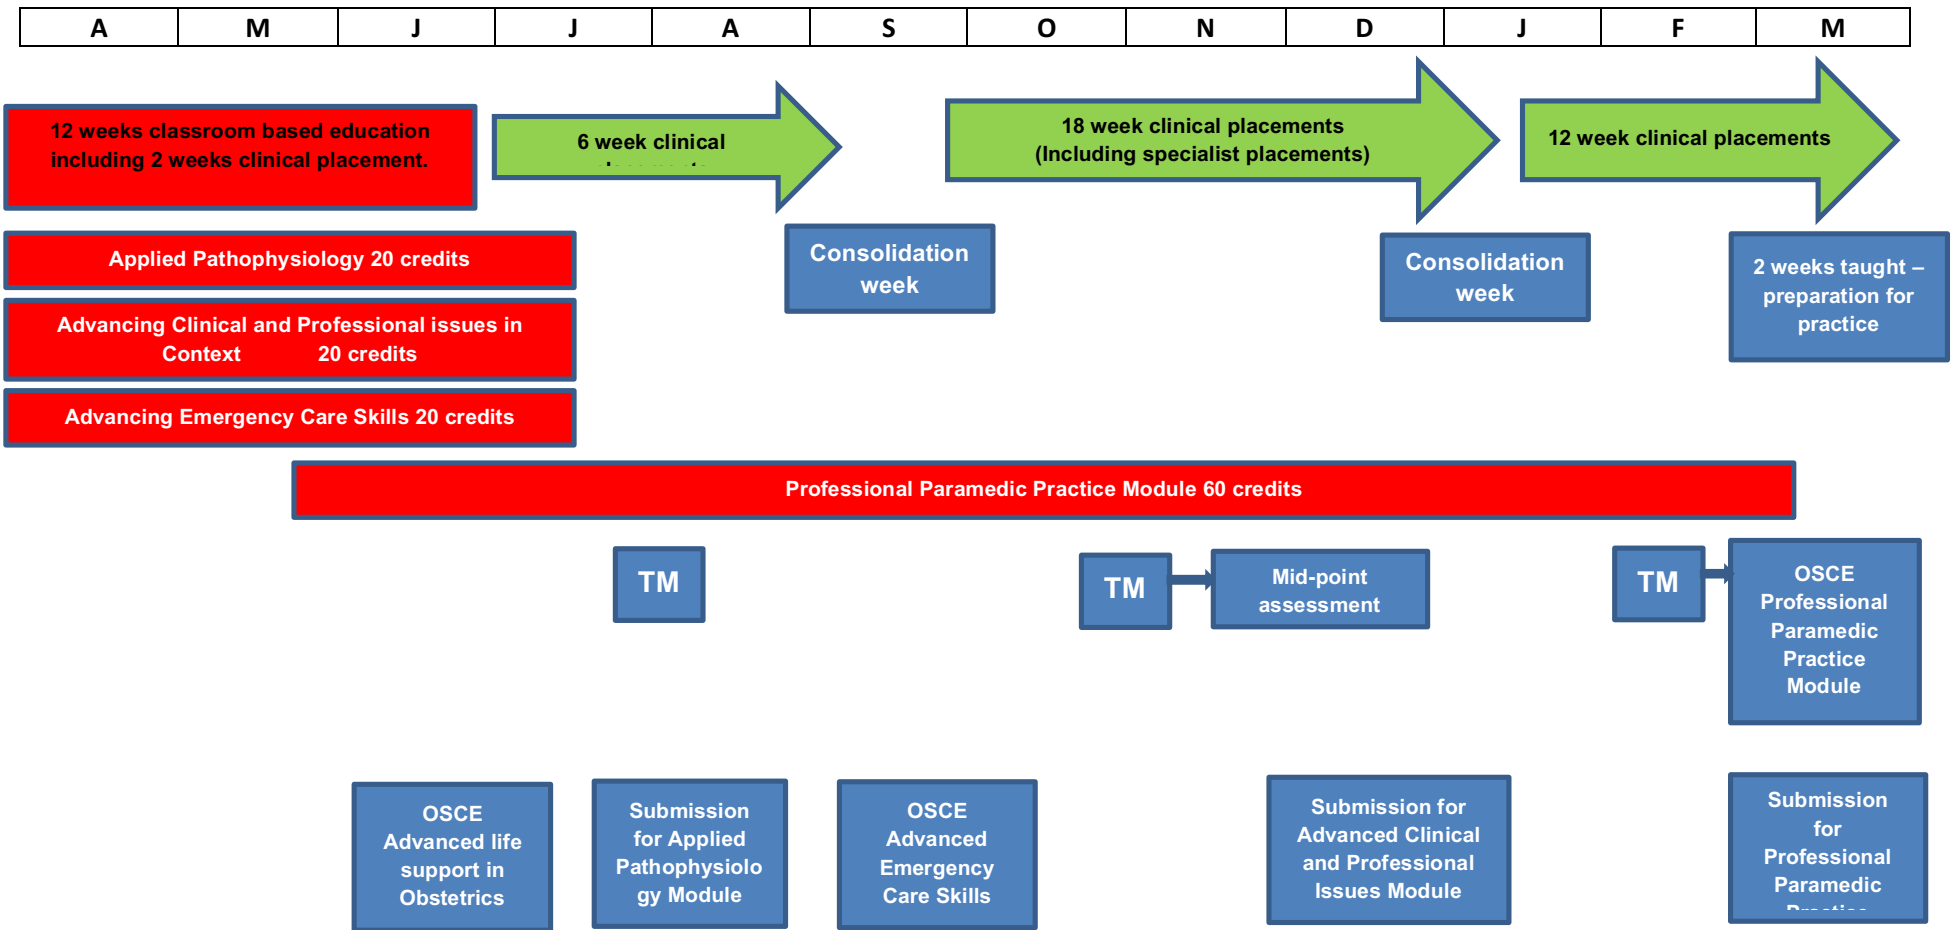 A M J J A S O N D J F M
12 weeks classroom based education
including 2 weeks clinical placement.
6 week clinical
18 week clinical placements
(Including specialist placements)
12 week clinical placements
Applied Pathophysiology 20 credits
Consolidation
week
Consolidation
week
2 weeks taught –
preparation for
practice
Advancing Clinical and Professional issues in
Context 20 credits
Advancing Emergency Care Skills 20 credits
Professional Paramedic Practice Module 60 credits
TM
TM
Mid-point
assessment
TM
OSCE
Professional
Paramedic
Practice
Module
OSCE
Advanced life
support in
Obstetrics
Submission
for Applied
Pathophysiolo
gy Module
OSCE
Advanced
Emergency
Care Skills
Submission for
Advanced Clinical
and Professional
Issues Module
Submission
for
Professional
Paramedic